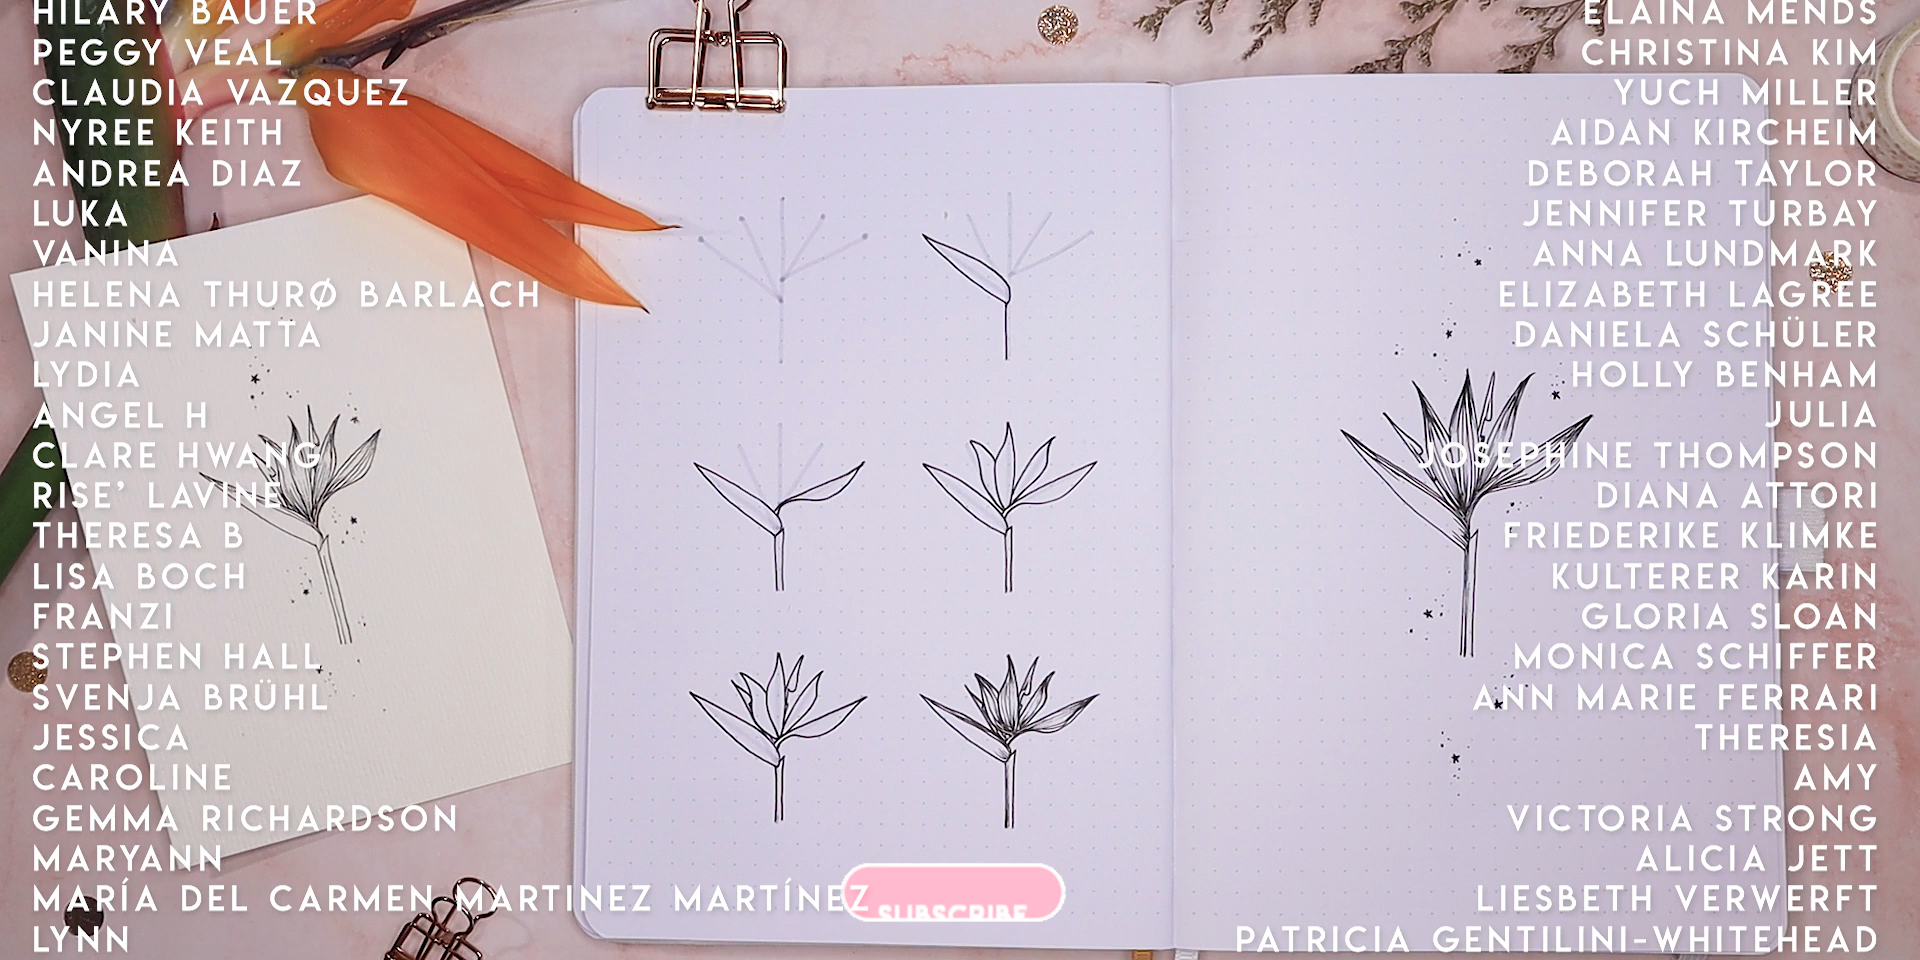 HILARY BAUER
PEGGY VEAL
CLAUDIA VAZQUEZ
NYREE KEITH
ANDREA DIAZ
LUKA
VANINA
HELENA THURØ BARLACH
JANINE MATTA
LYDIA
ANGEL H
CLARE HWANG
RISE' LAVINE
THERESA B
LISA BOCH
FRANZI
STEPHEN HALL
SVENJA BRÜHL
JESSICA
CAROLINE
GEMMA RICHARDSON
MARYANN
MARÍA DEL CARMEN MARTINEZ MARTÍNEZ
LYNN
ELAINA MENDS
CHRISTINA KIM
YUCH MILLER
AIDAN KIRCHEIM
DEBORAH TAYLOR
JENNIFER TURBAY
ANNA LUNDMARK
ELIZABETH LAGREE
DANIELA SCHÜLER
HOLLY BENHAM
JULIA
JOSEPHINE THOMPSON
DIANA ATTORI
FRIEDERIKE KLIMKE
KULTERER KARIN
GLORIA SLOAN
MONICA SCHIFFER
ANN MARIE FERRARI
THERESIA
AMY
VICTORIA STRONG
ALICIA JETT
LIESBETH VERWERFT
PATRICIA GENTILINI-WHITEHEAD
SUBSCRIBE